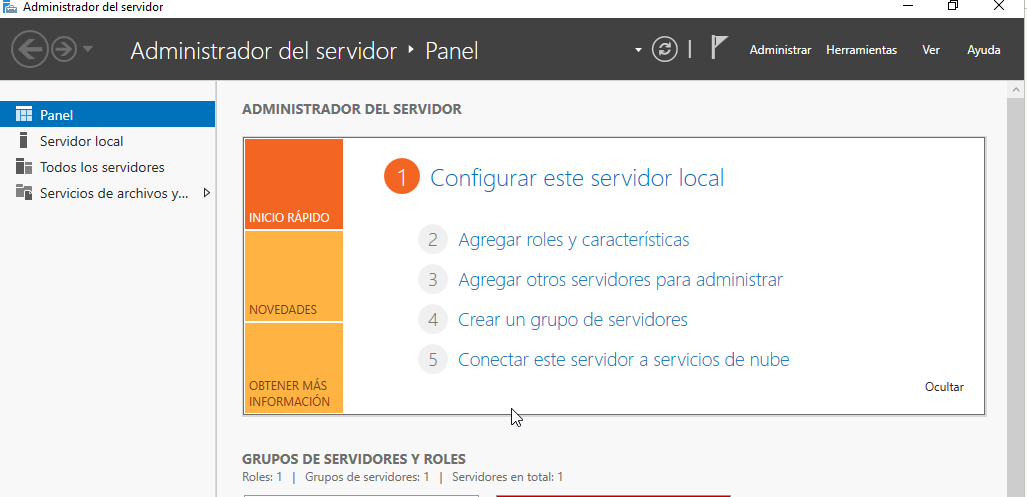 Administrador del servidor
Administrador del servidor ‣ Panel
Administrar Herramientas Ver Ayuda
Panel
Servidor local
Todos los servidores
Servicios de archivos y...
ADMINISTRADOR DEL SERVIDOR
INICIO RÁPIDO
NOVEDADES
OBTENER MÁS
INFORMACIÓN
1 Configurar este servidor local
2 Agregar roles y características
3 Agregar otros servidores para administrar
4 Crear un grupo de servidores
5 Conectar este servidor a servicios de nube
Ocultar
GRUPOS DE SERVIDORES Y ROLES
Roles: 1 | Grupos de servidores: 1 | Servidores en total: 1